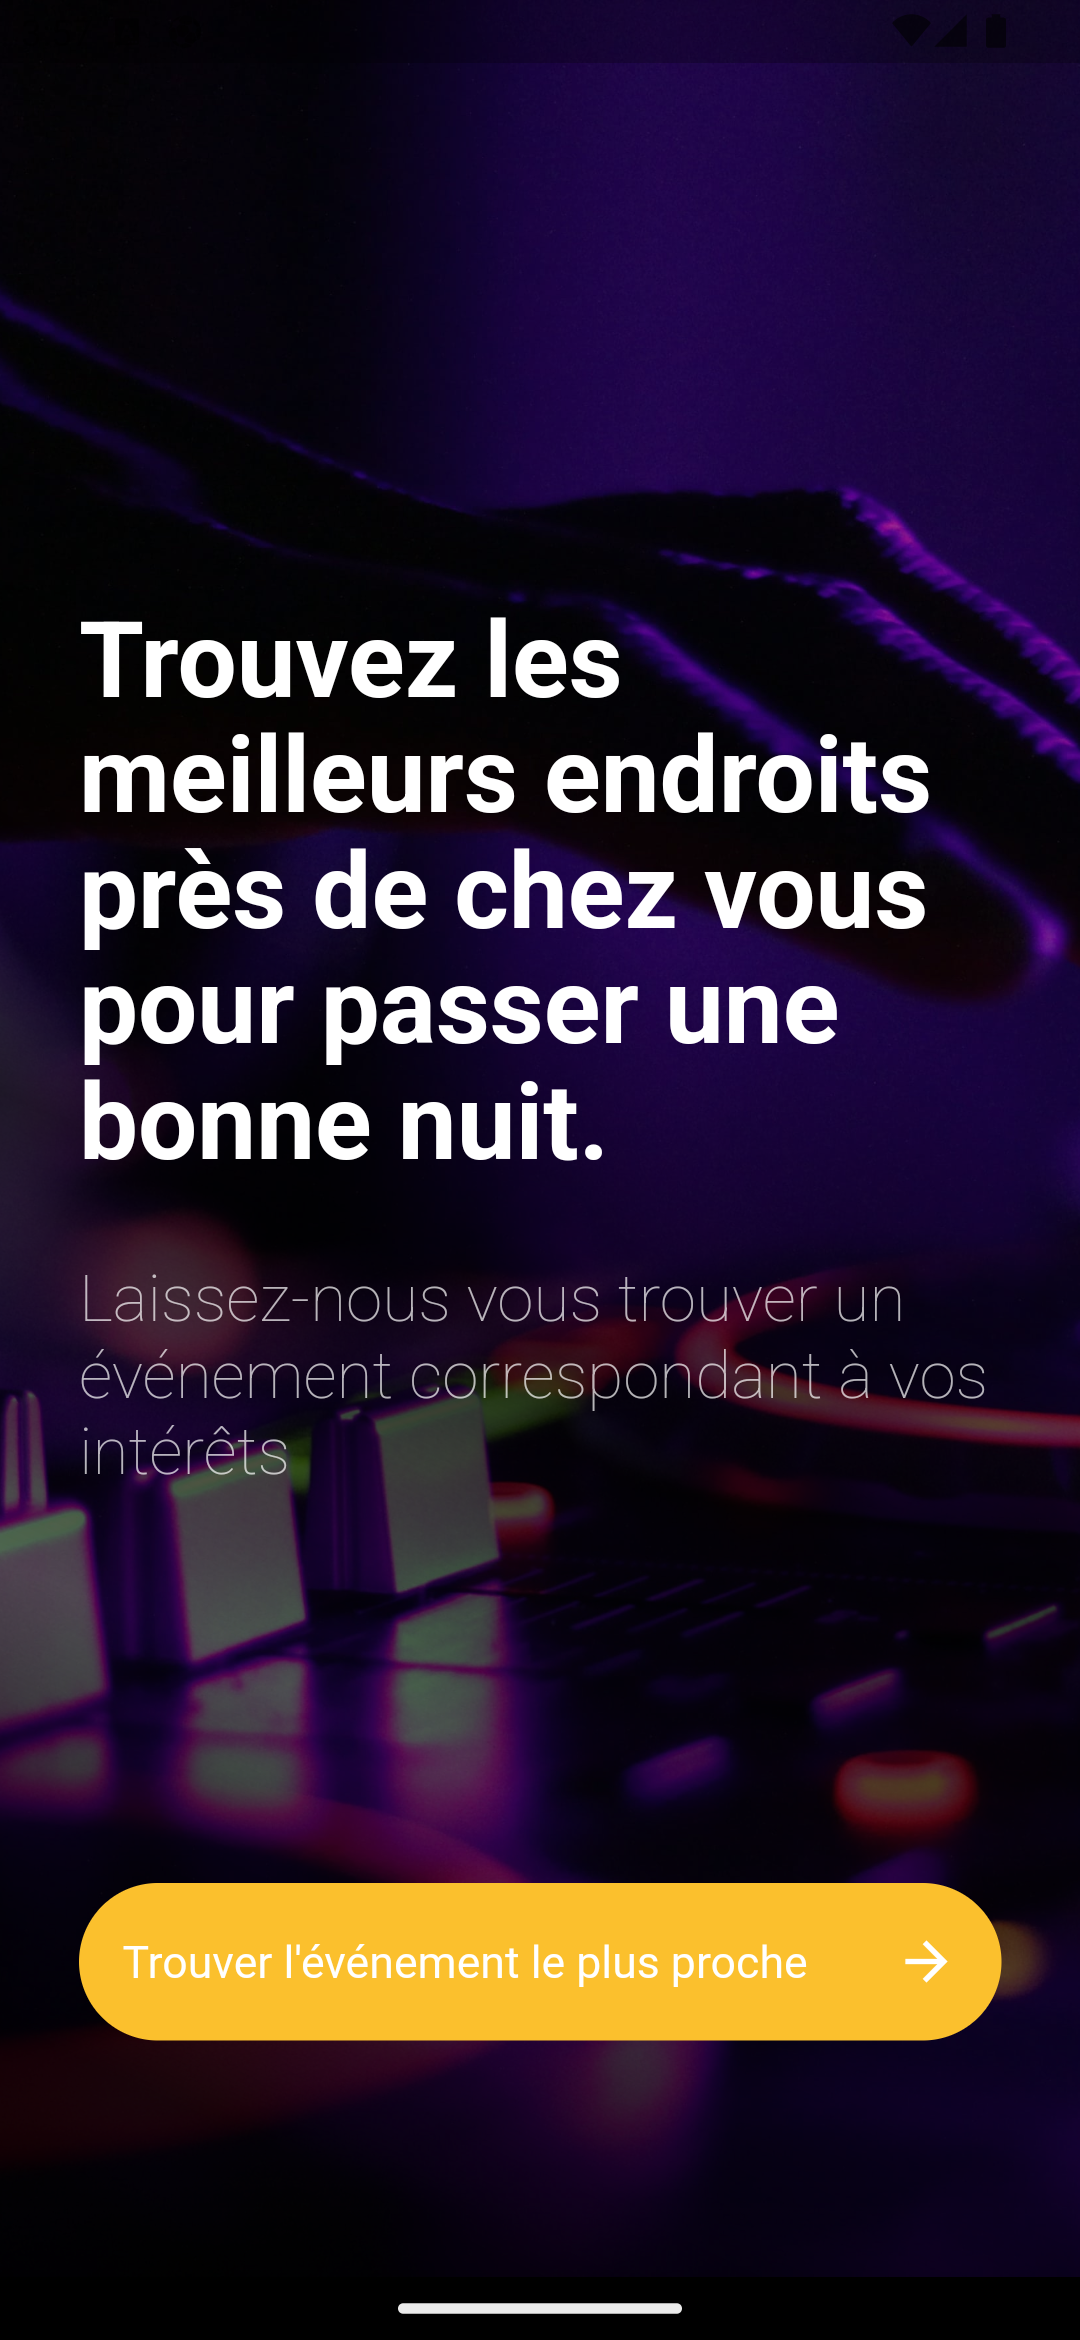 Trouvez les
meilleurs endroits
près de chez vous
pour passer une
bonne nuit.
Laissez-nous vous trouver un
événement correspondant à vos
intérêts
Trouver l'événement le plus proche